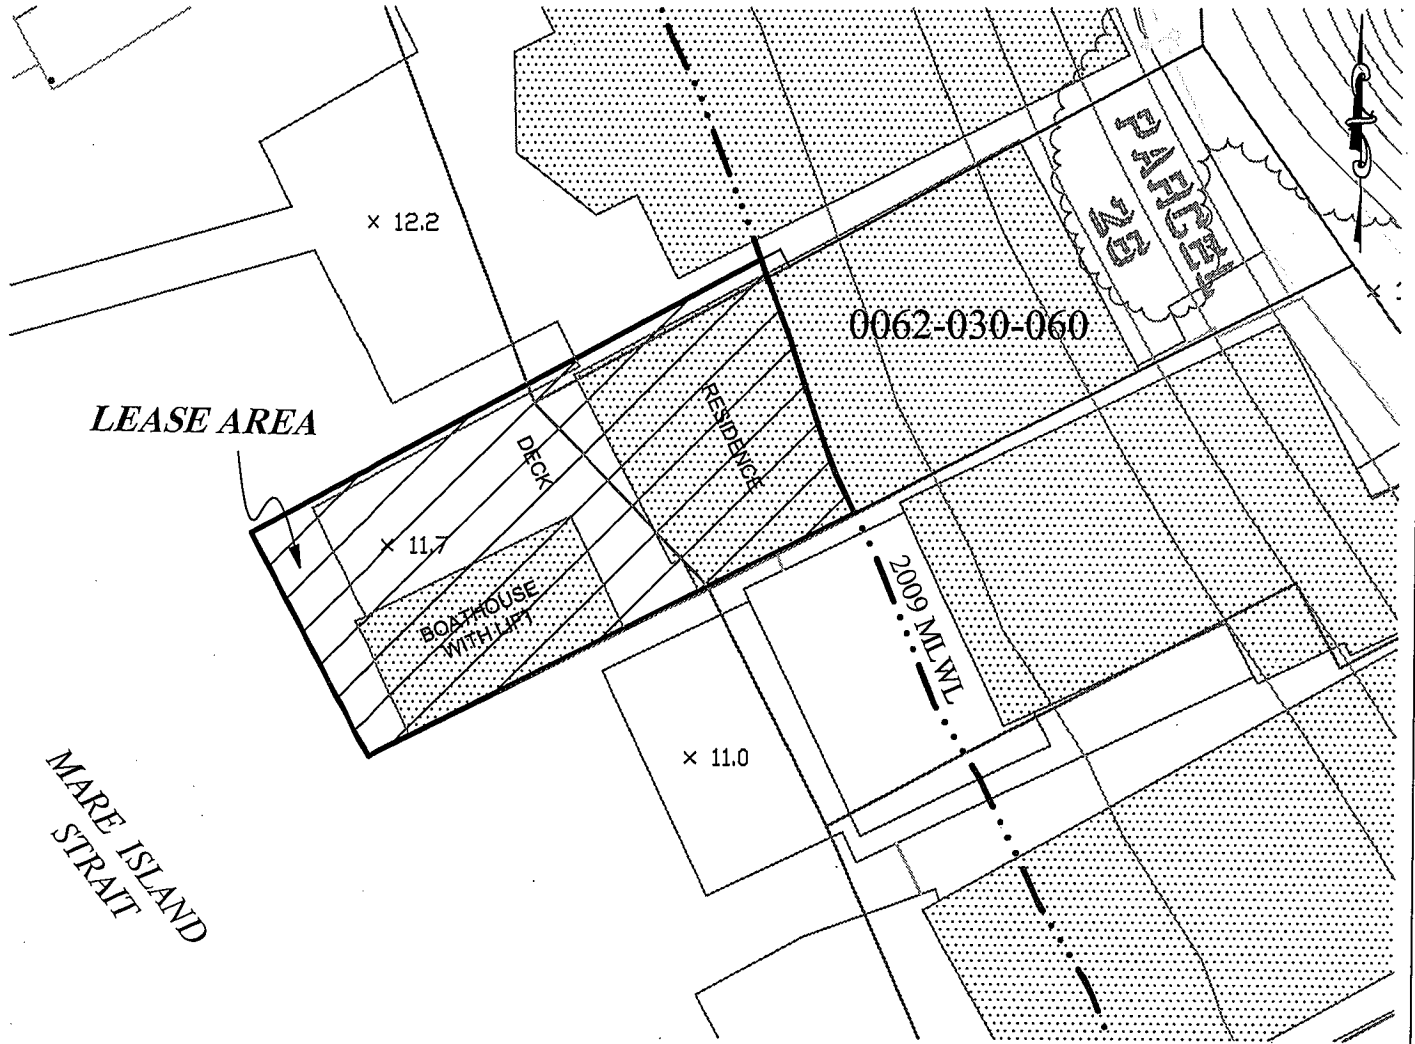 PARCEL
25
× 12.2
0062-030-060
LEASE AREA
RESIDENCE
DECK
× 11.7
BOATHOUSE
WITH LIFT
2009 MLWL
× 11.0
MARE ISLAND
STRAIT